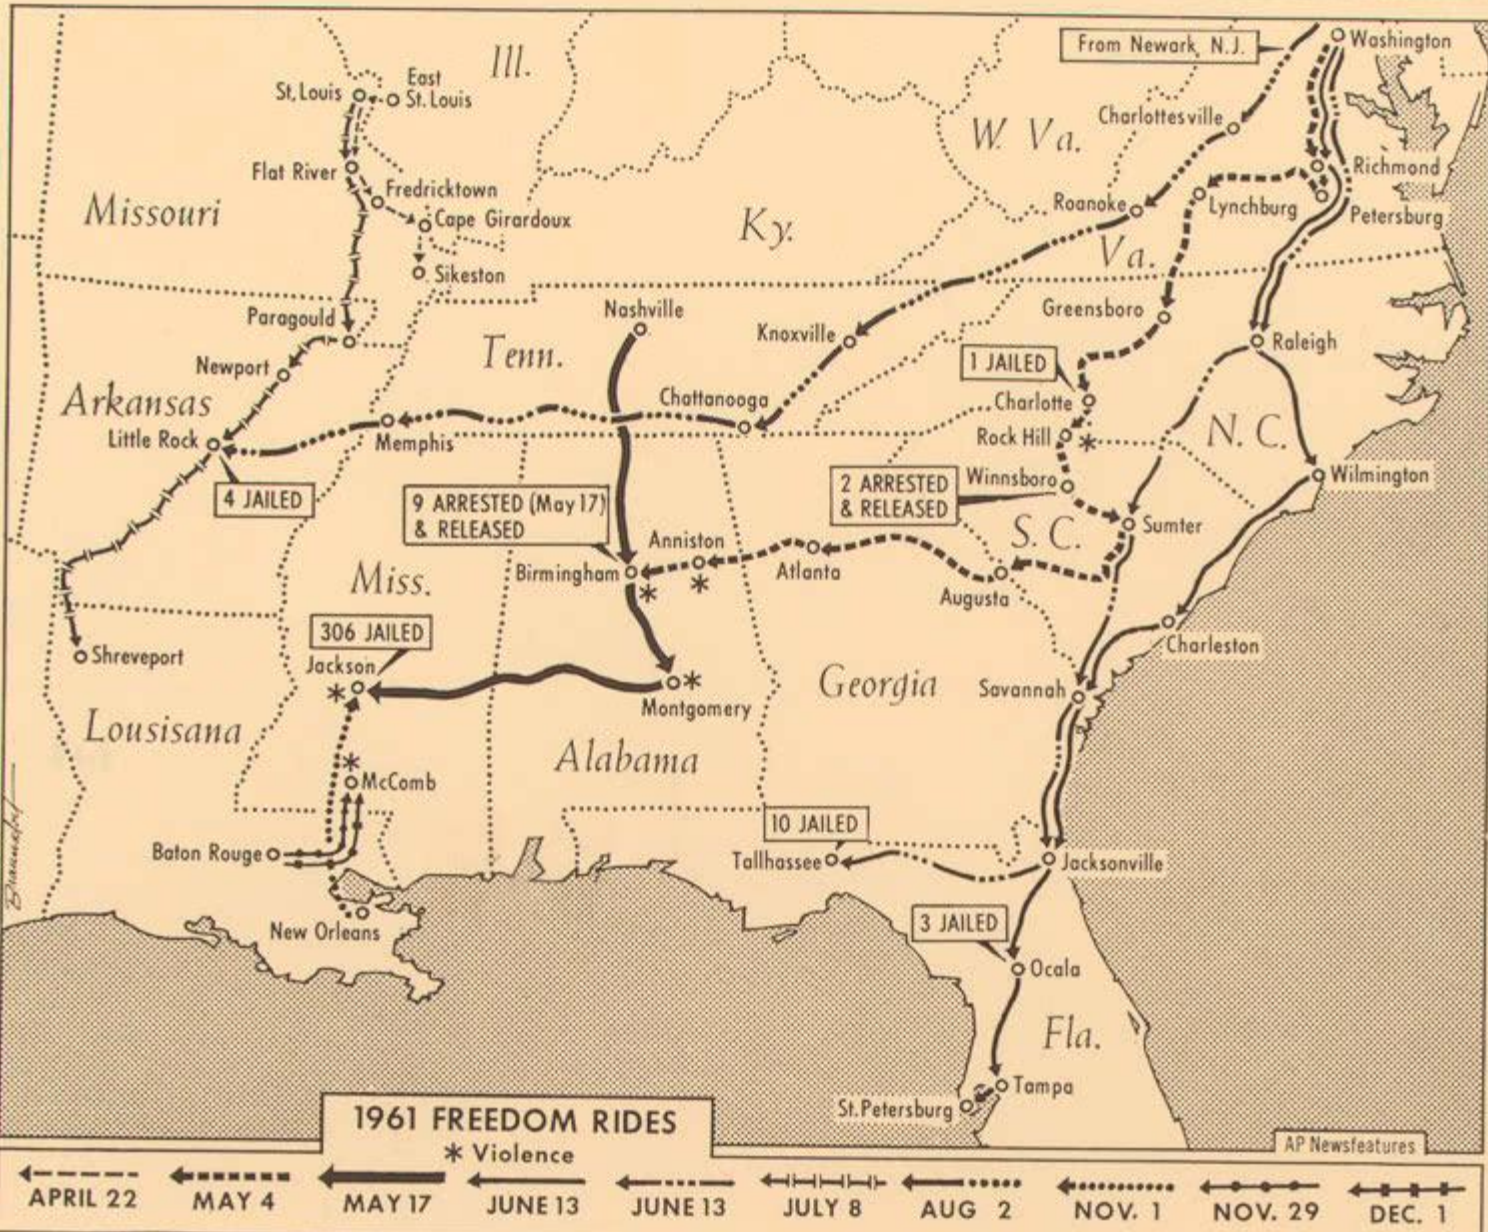 Ill.
From Newark, N.J.
Washington
St. Louis
East
St. Louis
W. Va.
Charlottesville
Flat River
Fredricktown
Cape Girardoux
Sikeston
Missouri
Ky.
Richmond
Roanoke
Lynchburg
Petersburg
Va.
Paragould
Nashville
Knoxville
Greensboro
Raleigh
Newport
Tenn.
1 JAILED
Arkansas
Chattanooga
Charlotte
N. C.
Little Rock
Memphis
Rock Hill
4 JAILED
9 ARRESTED (May 17)
& RELEASED
2 ARRESTED
& RELEASED
Winnsboro
Wilmington
Sumter
S. C.
Anniston
Birmingham
Atlanta
Augusta
Miss.
306 JAILED
Jackson
Shreveport
Charleston
Montgomery
Georgia
Savannah
Lousisana
Alabama
McComb
10 JAILED
Baton Rouge
Tallhassee
Jacksonville
New Orleans
3 JAILED
Ocala
Fla.
Tampa
St. Petersburg
1961 FREEDOM RIDES
* Violence
AP Newsfeatures
APRIL 22
MAY 4
MAY 17
JUNE 13
JUNE 13
JULY 8
AUG 2
NOV. 1
NOV. 29
DEC. 1